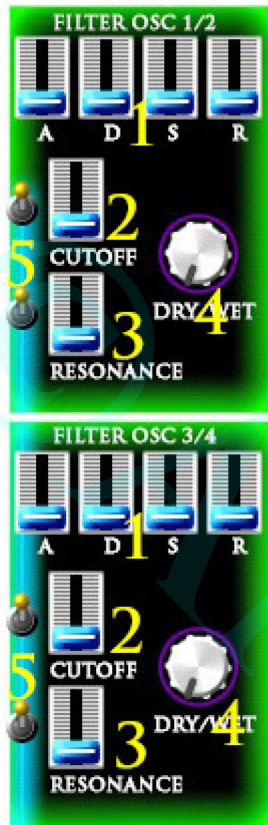 FILTER OSC 1/2
A D S R
1
2
CUTOFF
5
DRY/WET
4
3
RESONANCE
FILTER OSC 3/4
A D S R
1
2
CUTOFF
5
DRY/WET
4
3
RESONANCE